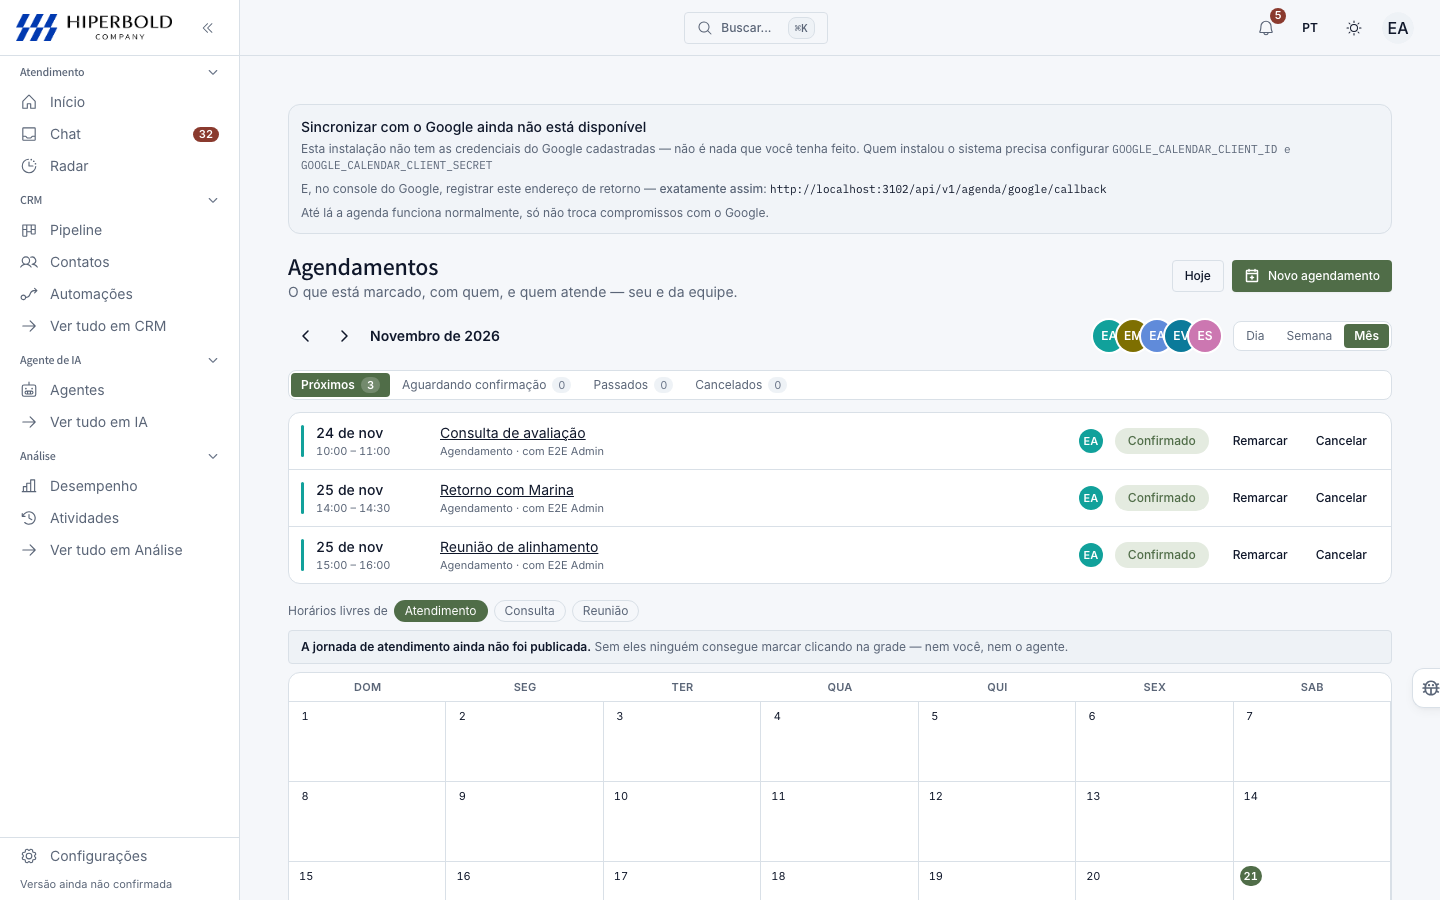 HIPERBOLD
COMPANY
Buscar...
⌘K
5
PT
EA
Atendimento
Início
Chat
32
Radar
CRM
Pipeline
Contatos
Automações
Ver tudo em CRM
Agente de IA
Agentes
Ver tudo em IA
Análise
Desempenho
Atividades
Ver tudo em Análise
Configurações
Versão ainda não confirmada
Sincronizar com o Google ainda não está disponível
Esta instalação não tem as credenciais do Google cadastradas — não é nada que você tenha feito. Quem instalou o sistema precisa configurar GOOGLE_CALENDAR_CLIENT_ID e
GOOGLE_CALENDAR_CLIENT_SECRET
E, no console do Google, registrar este endereço de retorno — exatamente assim: http://localhost:3102/api/v1/agenda/google/callback
Até lá a agenda funciona normalmente, só não troca compromissos com o Google.
Agendamentos
O que está marcado, com quem, e quem atende — seu e da equipe.
Hoje
Novo agendamento
Novembro de 2026
EA EM EA EV ES
Dia Semana Mês
Próximos 3 Aguardando confirmação 0 Passados 0 Cancelados 0
24 de nov
10:00 – 11:00
Consulta de avaliação
Agendamento · com E2E Admin
EA Confirmado Remarcar Cancelar
25 de nov
14:00 – 14:30
Retorno com Marina
Agendamento · com E2E Admin
EA Confirmado Remarcar Cancelar
25 de nov
15:00 – 16:00
Reunião de alinhamento
Agendamento · com E2E Admin
EA Confirmado Remarcar Cancelar
Horários livres de Atendimento Consulta Reunião
A jornada de atendimento ainda não foi publicada. Sem eles ninguém consegue marcar clicando na grade — nem você, nem o agente.
DOM SEG TER QUA QUI SEX SAB
1 2 3 4 5 6 7
8 9 10 11 12 13 14
15 16 17 18 19 20 21